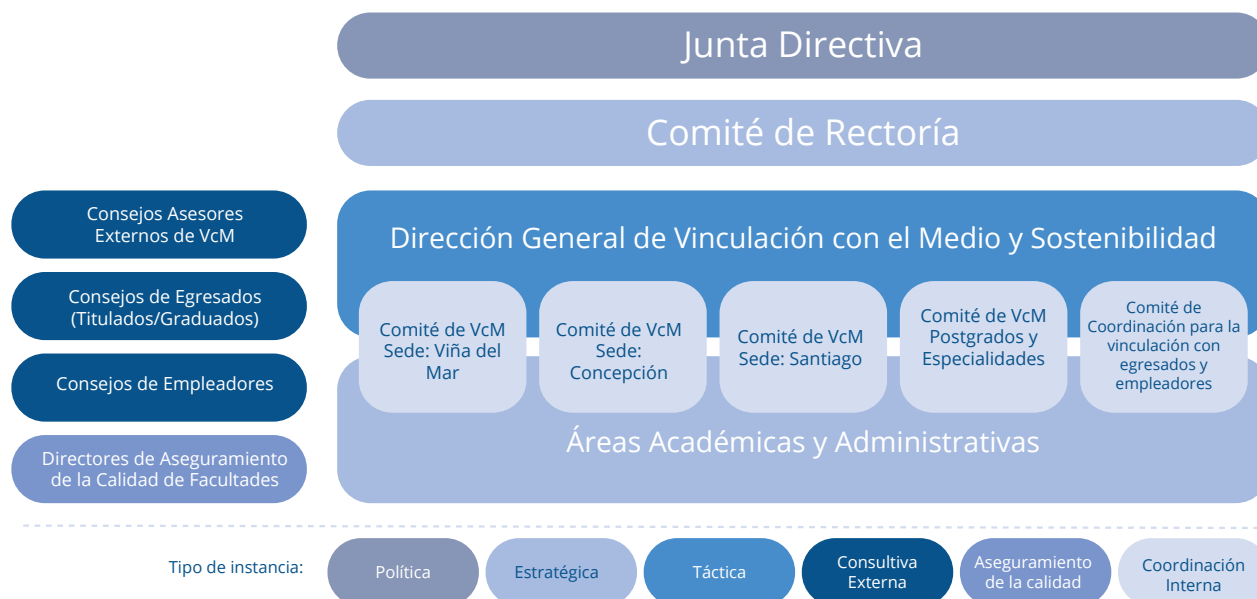 Junta Directiva
Comité de Rectoría
Consejos Asesores
Externos de VcM
Consejos de Egresados
(Titulados/Graduados)
Consejos de Empleadores
Directores de Aseguramiento
de la Calidad de Facultades
Dirección General de Vinculación con el Medio y Sostenibilidad
Comité de VcM
Sede: Viña del
Mar
Comité de VcM
Sede:
Concepción
Comité de VcM
Sede: Santiago
Comité de VcM
Postgrados y
Especialidades
Comité de
Coordinación para la
vinculación con
egresados y
empleadores
Áreas Académicas y Administrativas
Tipo de instancia:
Política
Estratégica
Táctica
Consultiva
Externa
Aseguramiento
de la calidad
Coordinación
Interna